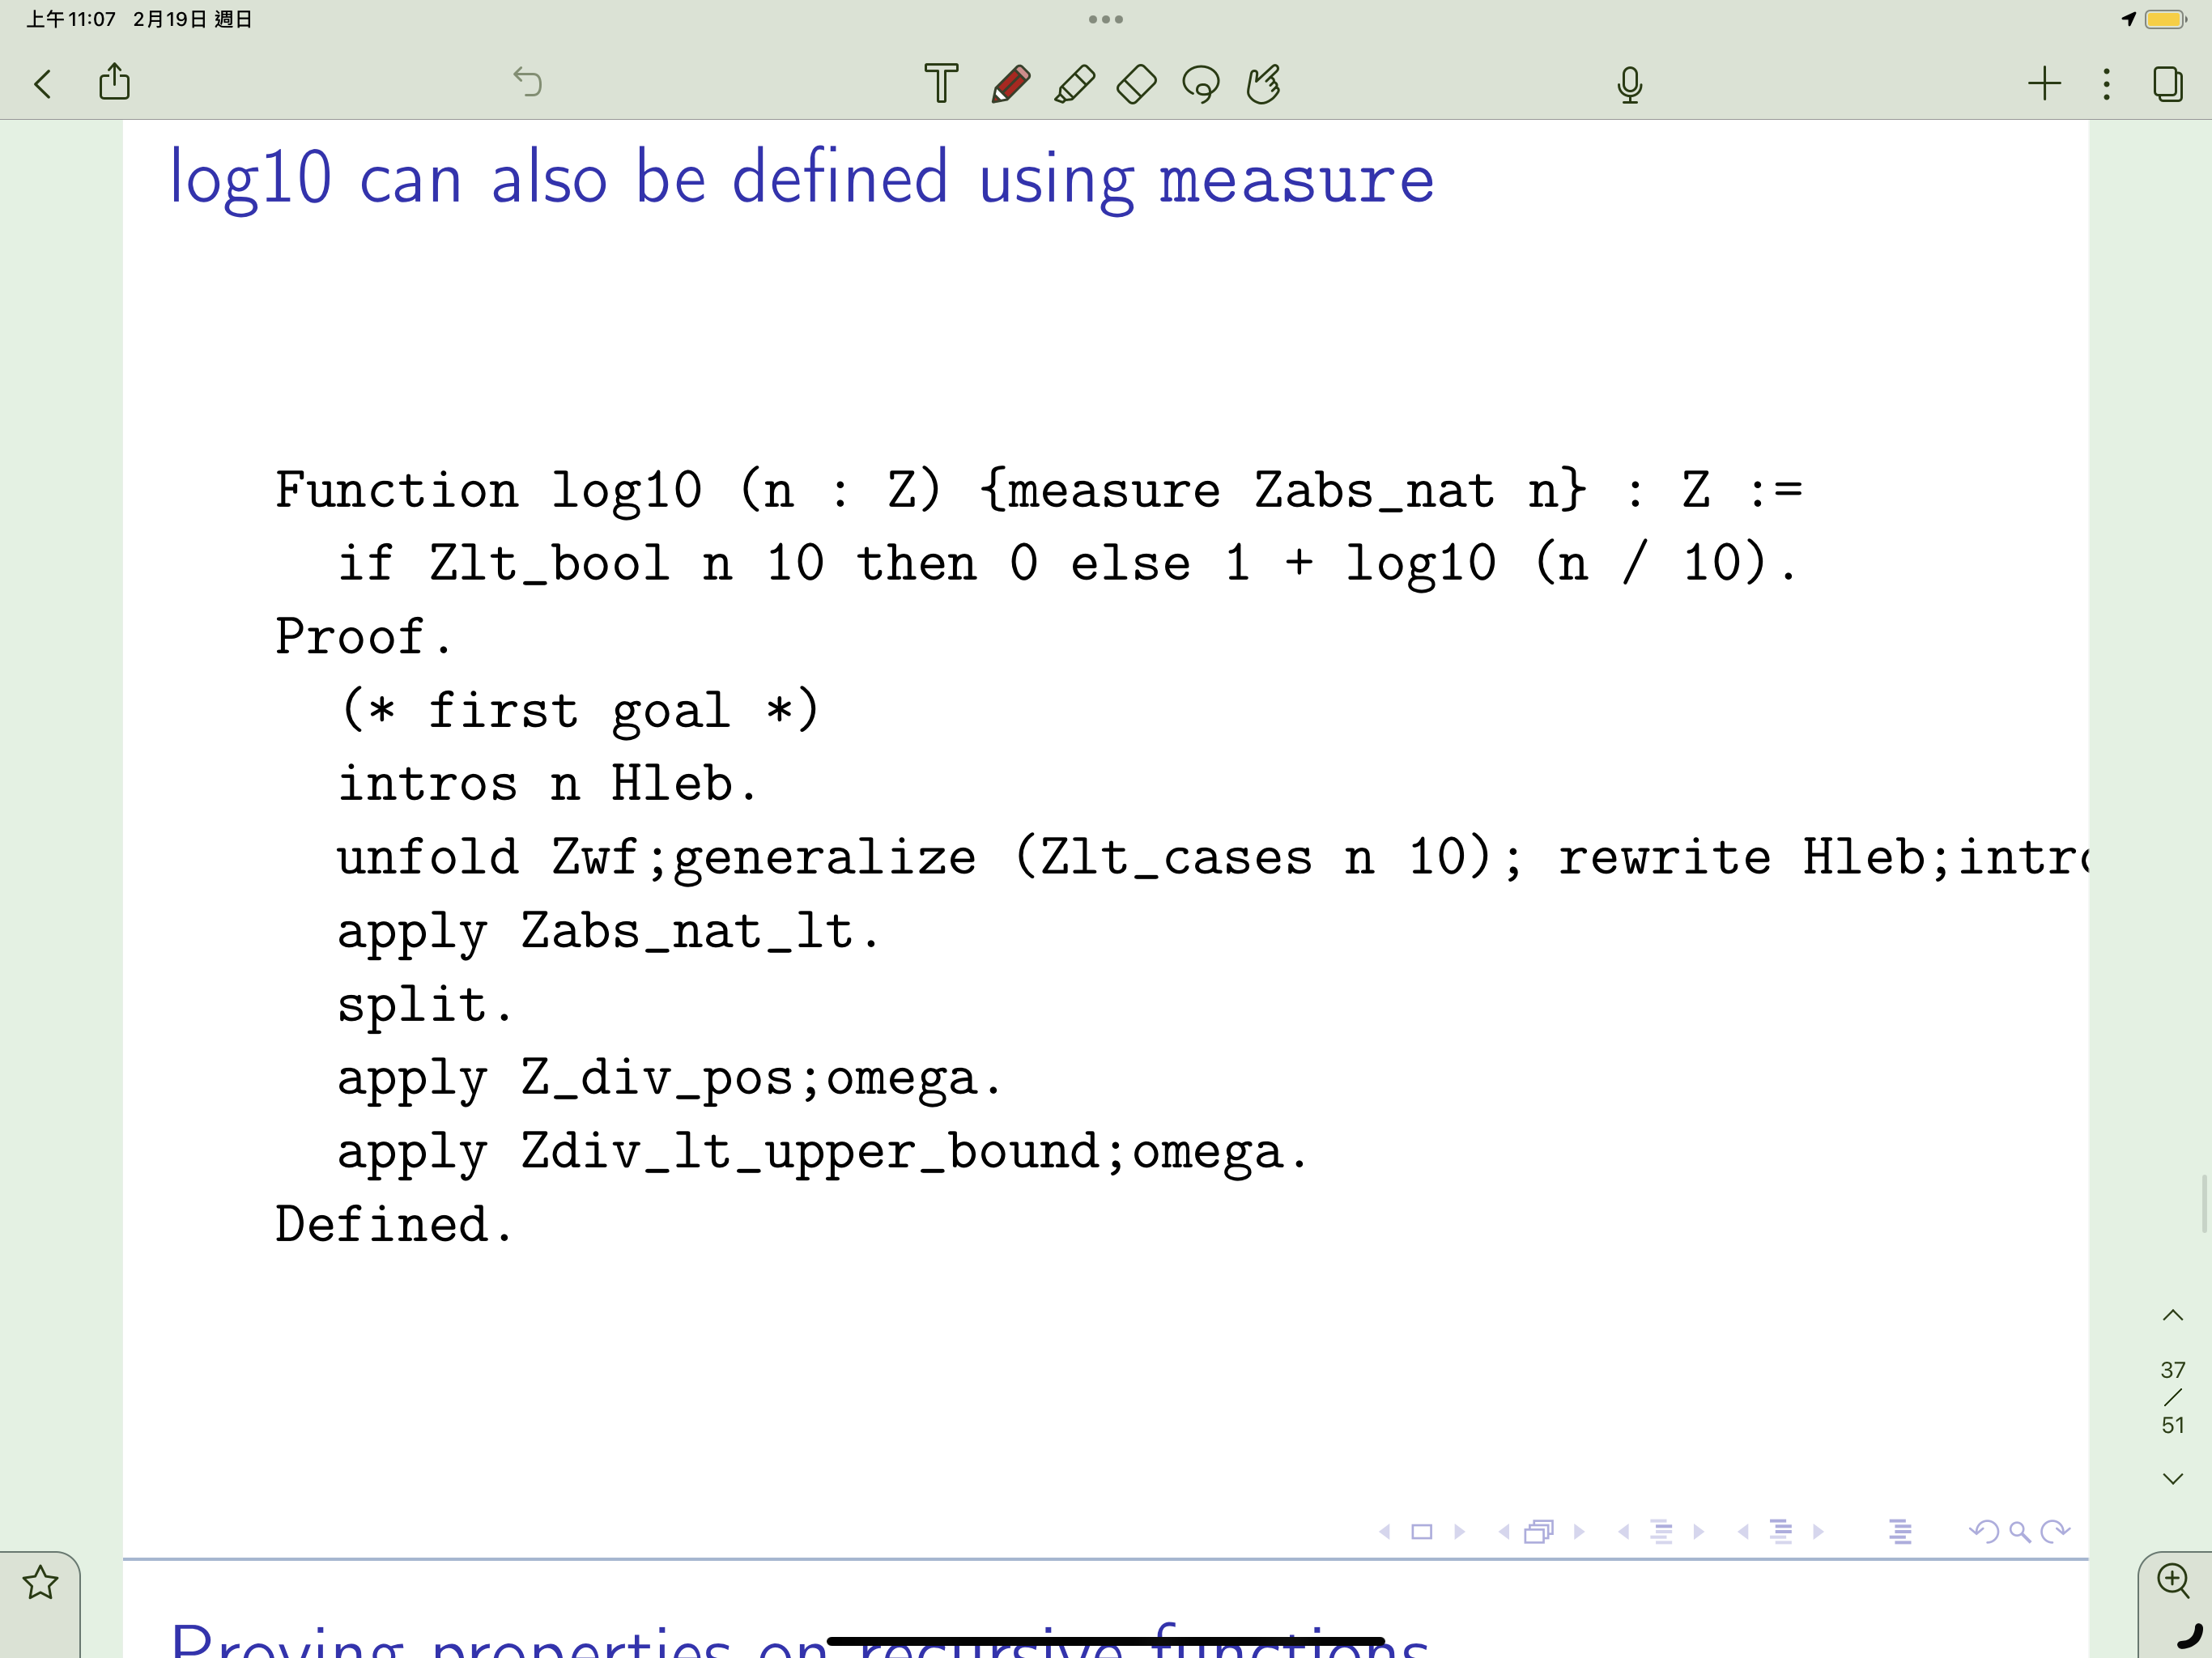 上午11:07 2月19日 週日
log10 can also be defined using measure
Function log10 (n : Z) {measure Zabs_nat n} : Z :=
if Zlt_bool n 10 then 0 else 1 + log10 (n / 10).
Proof.
(* first goal *)
intros n Hleb.
unfold Zwf;generalize (Zlt_cases n 10); rewrite Hleb;intro
apply Zabs_nat_lt.
split.
apply Z_div_pos;omega.
apply Zdiv_lt_upper_bound;omega.
Defined.
37
/
51
Proving properties on recursive functions